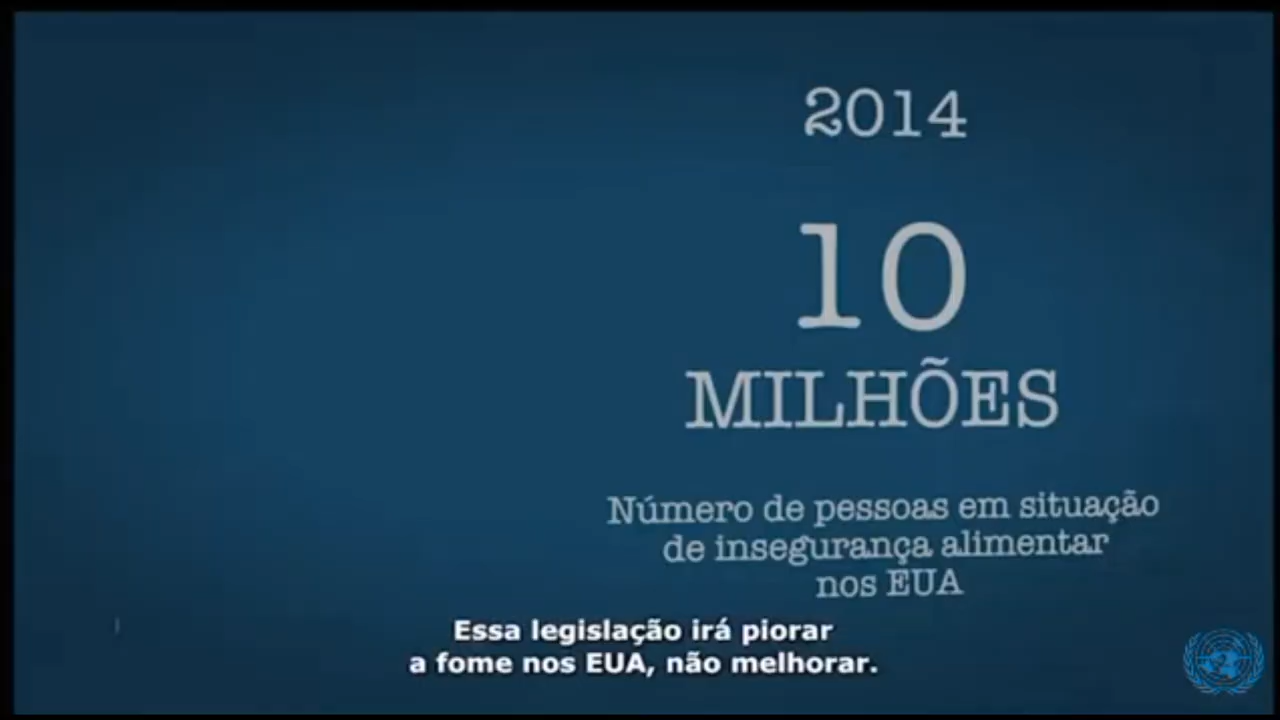 2014
10
MILHÕES
Número de pessoas em situação
de insegurança alimentar
nos EUA
Essa legislação irá piorar
a fome nos EUA, não melhorar.